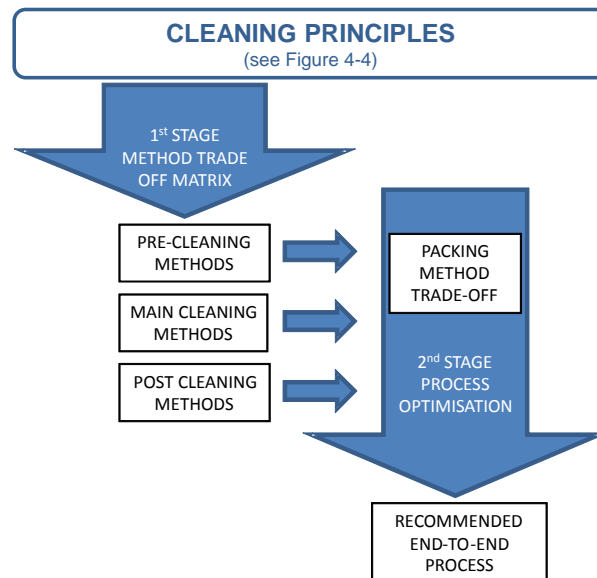 CLEANING PRINCIPLES
(see Figure 4-4)
1st STAGE
METHOD TRADE
OFF MATRIX
PRE-CLEANING
METHODS
MAIN CLEANING
METHODS
POST CLEANING
METHODS
PACKING
METHOD
TRADE-OFF
2nd STAGE
PROCESS
OPTIMISATION
RECOMMENDED
END-TO-END
PROCESS